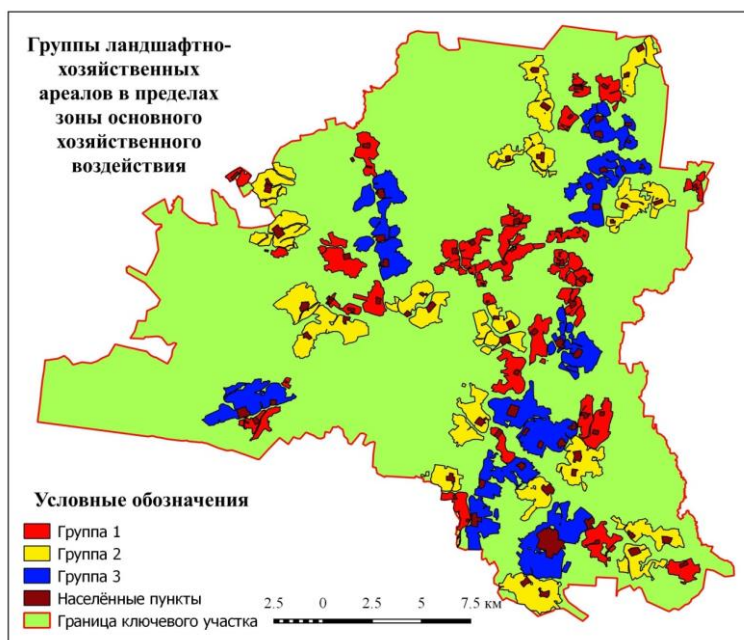 Группы ландшафтно-
хозяйственных
ареалов в пределах
зоны основного
хозяйственного
воздействия
Условные обозначения
Группа 1
Группа 2
Группа 3
Населённые пункты
Граница ключевого участка
2.5 0 2.5 5 7.5 км